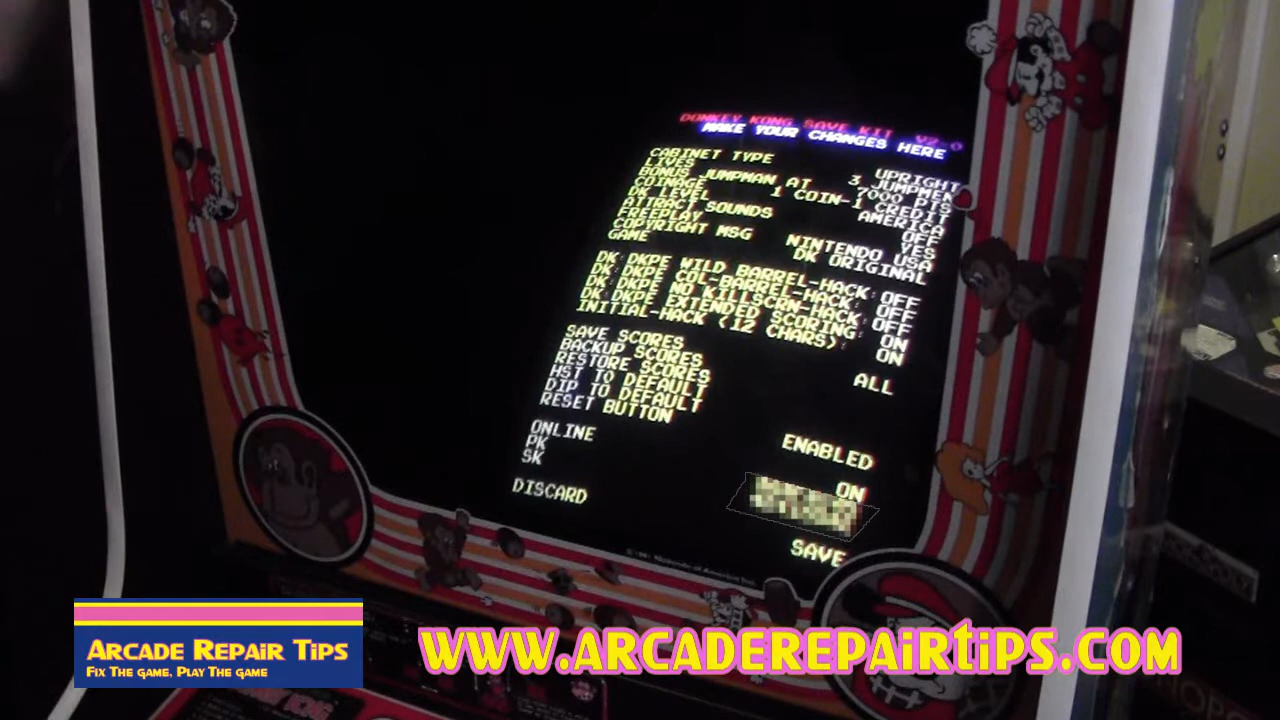 DONKEY KONG SAVE KIT V2.0
MAKE YOUR CHANGES HERE
CABINET TYPE UPRIGHT
LIVES 3 JUMPMEN
BONUS JUMPMAN AT 7000 PTS
COINAGE 1 COIN-1 CREDIT
DK LEVEL AMERICA
ATTRACT SOUNDS OFF
FREEPLAY YES
COPYRIGHT MSG NINTENDO USA
GAME DK ORIGINAL
DK: DKPE WILD BARREL-HACK: OFF
DK: DKPE COL-BARREL-HACK: OFF
DK: DKPE NO KILLSCRN-HACK: OFF
DK: DKPE EXTENDED SCORING: ON
INITIAL-HACK (12 CHARS): ON
SAVE SCORES ALL
BACKUP SCORES
RESTORE SCORES
HST TO DEFAULT
DIP TO DEFAULT
RESET BUTTON ENABLED
ONLINE ON
PK
SK
DISCARD SAVE
ARCADE REPAIR TIPS
FIX THE GAME, PLAY THE GAME
WWW.ARCADEREPAIRTIPS.COM